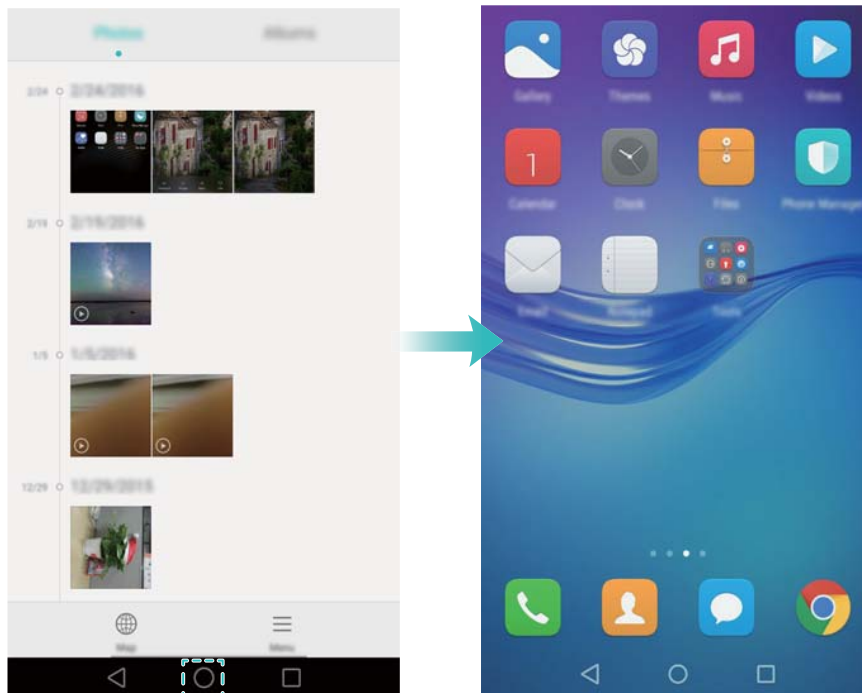 Photos Albums
2/24 2/24/2016
2/19 2/19/2016
1/5 1/5/2016
12/29 12/29/2015
Map Menu
Gallery Themes Music Videos
1
Calendar Clock Files Phone Manager
Email Notepad Tools